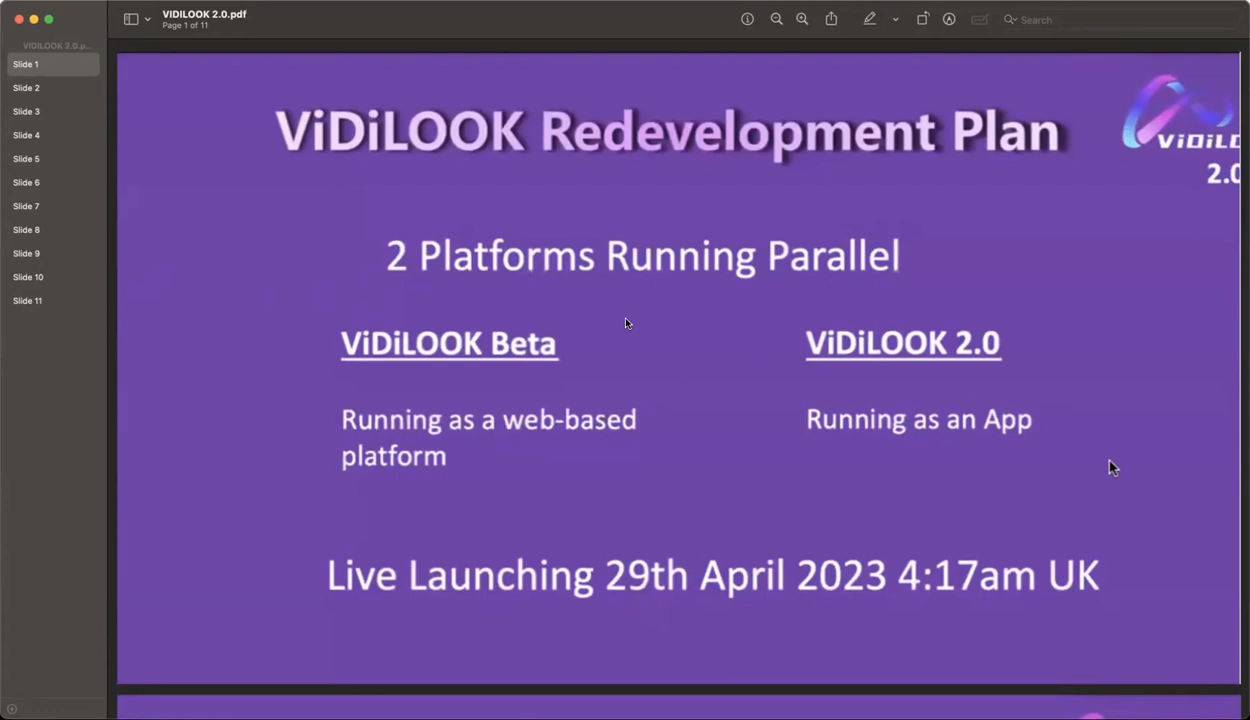 VIDILOOK 2.0.pdf
Page 1 of 11
Search
VIDILOOK 2.0.p...
Slide 1
Slide 2
Slide 3
Slide 4
Slide 5
Slide 6
Slide 7
Slide 8
Slide 9
Slide 10
Slide 11
ViDiLOOK Redevelopment Plan
2.0
2 Platforms Running Parallel
ViDiLOOK Beta
ViDiLOOK 2.0
Running as a web-based
platform
Running as an App
Live Launching 29th April 2023 4:17am UK